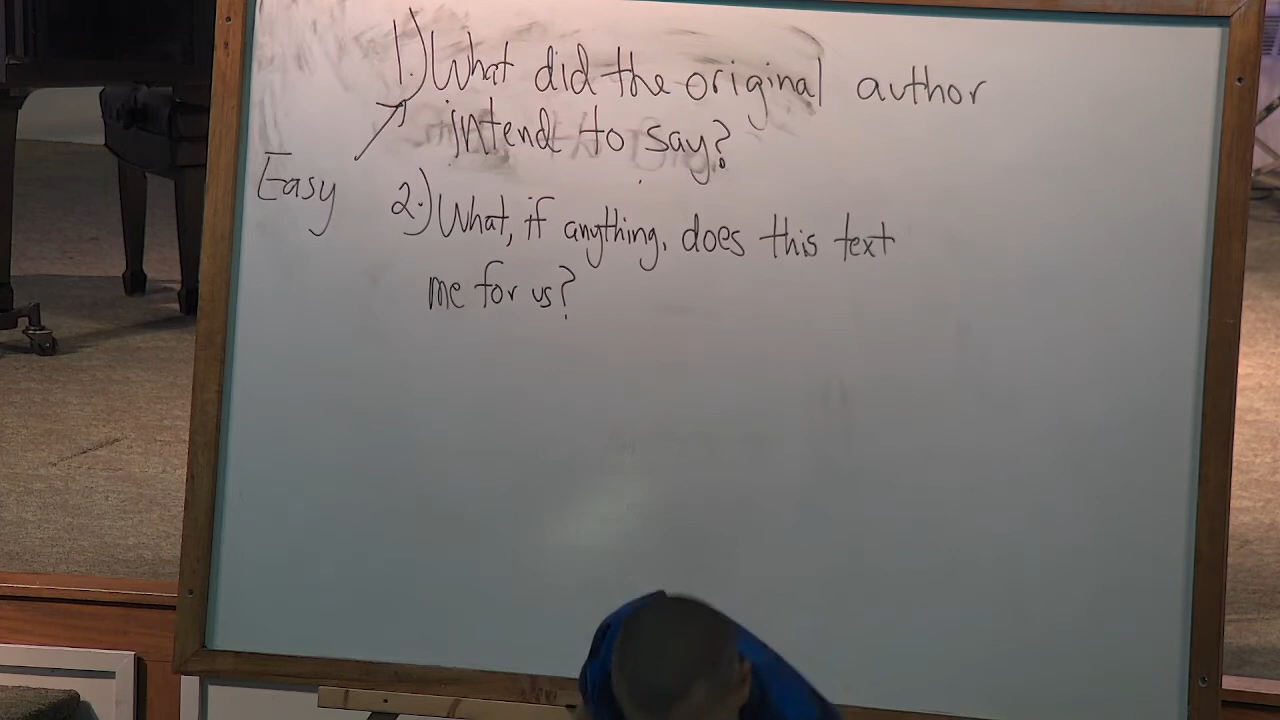 1.) What did the original author
intend to say?
Easy
2.) What, if anything, does this text
me for us?